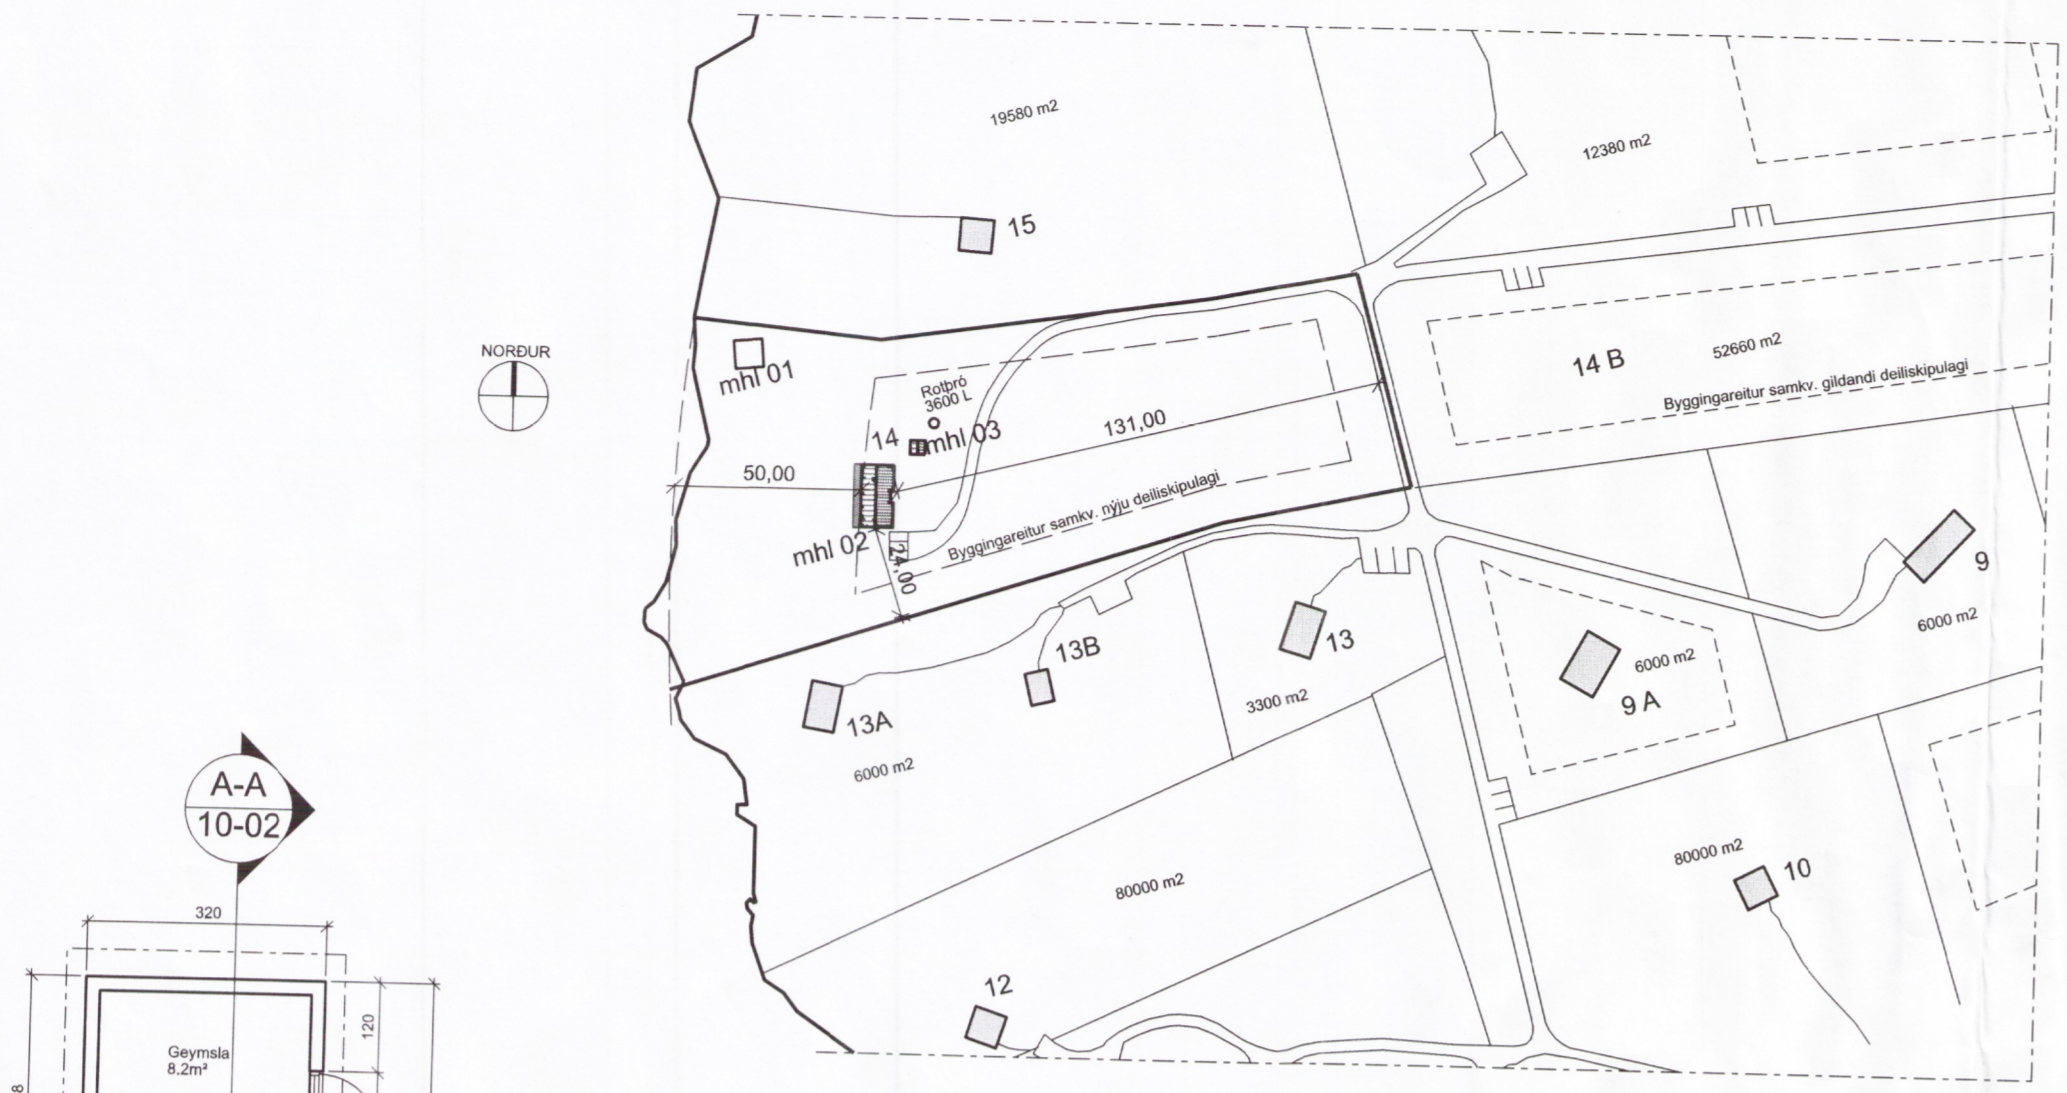 19580 m2
12380 m2
15
NORÐUR
mhl 01
14 B
52660 m2
Byggingareitur samkv. gildandi deiliskipulagi
Rotþró
3600 L
14
mhl 03
131,00
50,00
Byggingareitur samkv. nýju deiliskipulagi
mhl 02
24,00
9
6000 m2
13B
13
6000 m2
9 A
3300 m2
13A
6000 m2
A-A
10-02
80000 m2
80000 m2
10
320
12
120
Geymsla
8.2m²
8